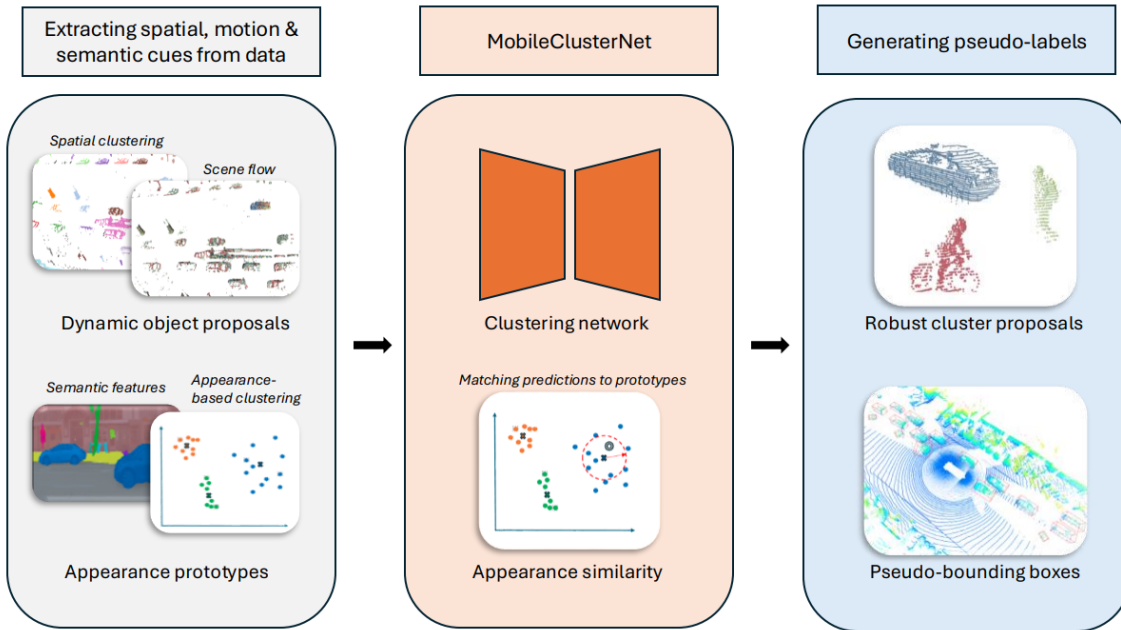 Extracting spatial, motion &
semantic cues from data
Spatial clustering
Scene flow
Dynamic object proposals
Semantic features
Appearance-
based clustering
Appearance prototypes
MobileClusterNet
Clustering network
Matching predictions to prototypes
Appearance similarity
Generating pseudo-labels
Robust cluster proposals
Pseudo-bounding boxes